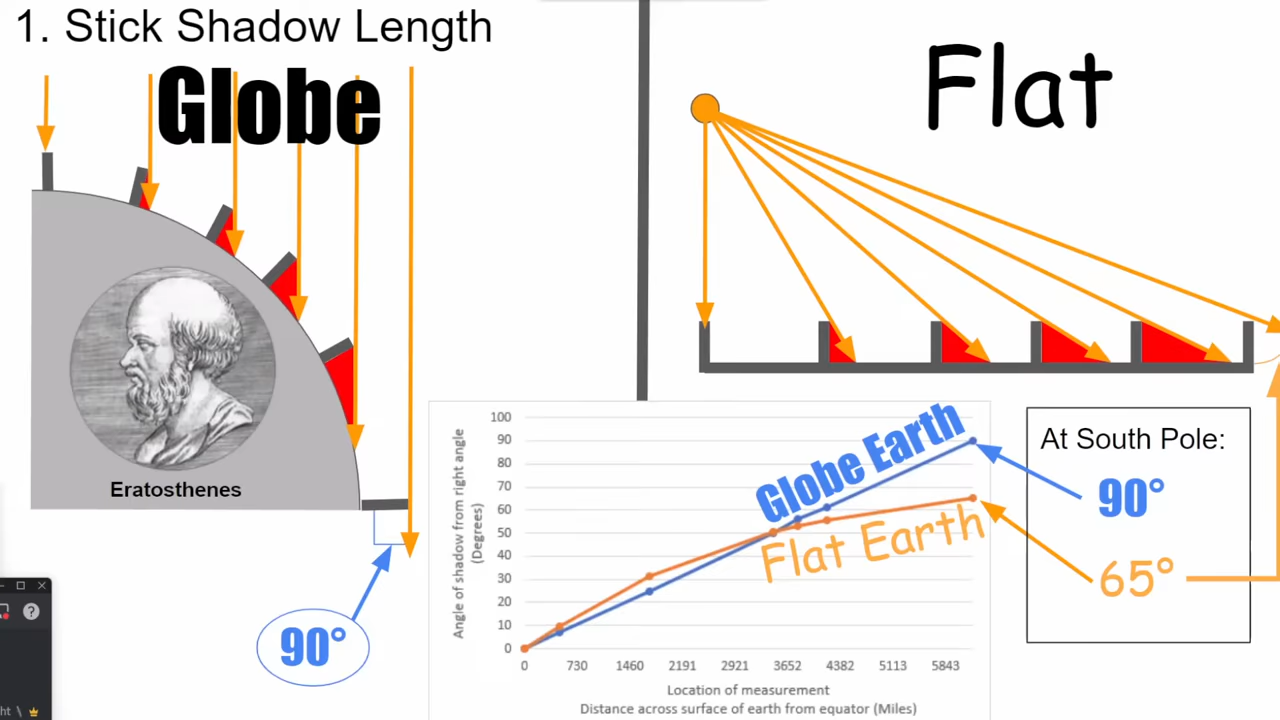 1. Stick Shadow Length
Globe
Flat
Eratosthenes
90°
100
90
80
70
60
50
40
30
20
10
0
Angle of shadow from right angle
(Degrees)
Globe Earth
Flat Earth
0 730 1460 2191 2921 3652 4382 5113 5843
Location of measurement
Distance across surface of earth from equator (Miles)
At South Pole:
90°
65°
?
ht \